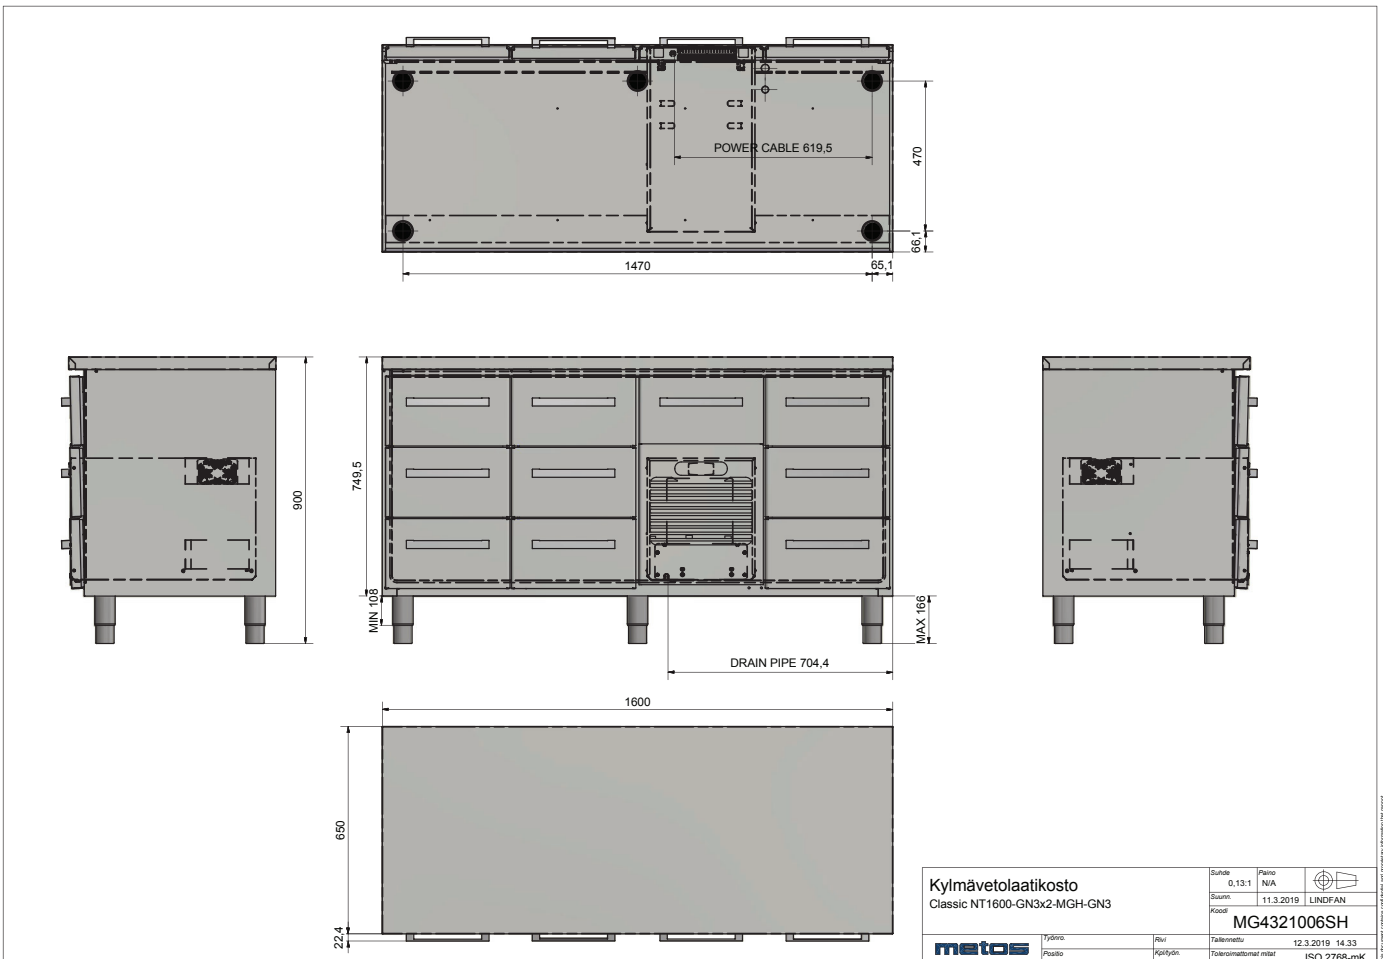 POWER CABLE 619,5
470
66,1
1470
65,1
900
749,5
MIN 108
MAX 166
DRAIN PIPE 704,4
1600
650
22,4
Kylmävetolaatikosto
Classic NT1600-GN3x2-MGH-GN3
Suhde
0,13:1
Paino
N/A
Suunn.
11.3.2019
LINDFAN
Koodi
MG4321006SH
metos
Työnro.
Rivi
Tallennettu
12.3.2019 14.33
Positio
Kpl/työn.
Toleroimattomat mitat
ISO 2768-mK